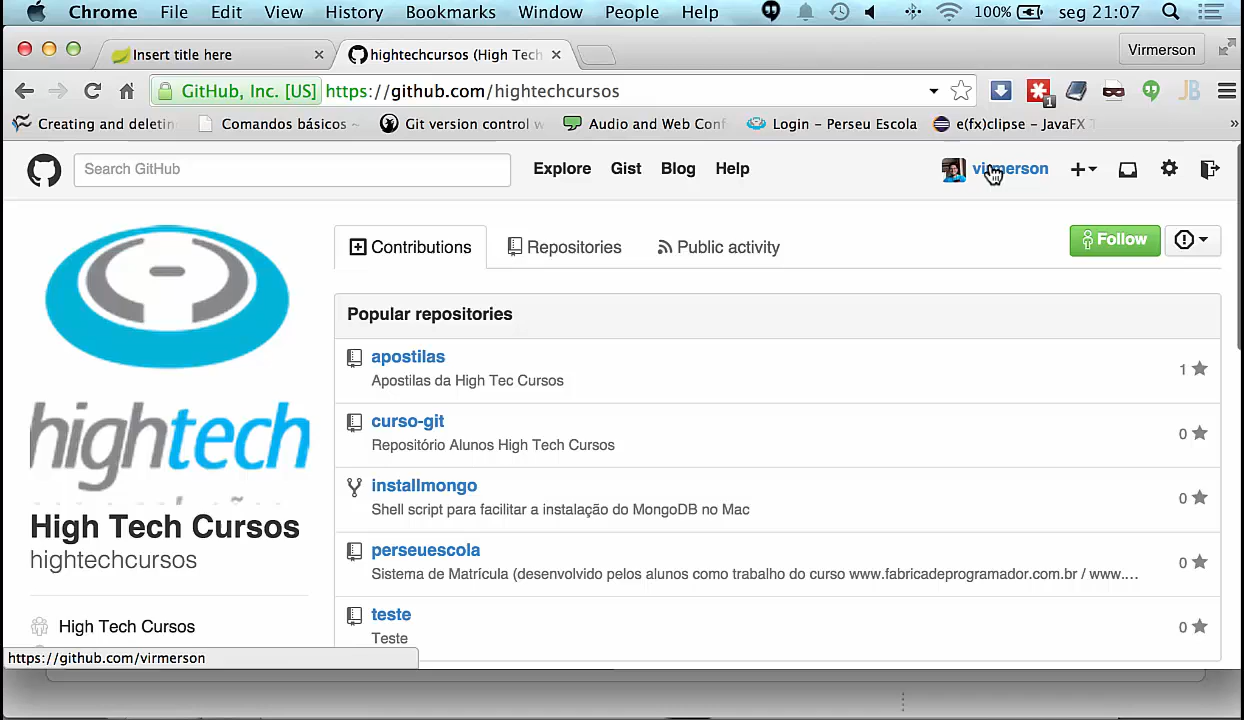 Chrome File Edit View History Bookmarks Window People Help 100% seg 21:07
Insert title here hightechcursos (High Tech Virmerson
GitHub, Inc. [US] https://github.com/hightechcursos 1 JB
Creating and deletin Comandos básicos Git version control Audio and Web Conf Login – Perseu Escola e(fx)clipse – JavaFX »
Search GitHub Explore Gist Blog Help virmerson
Contributions Repositories Public activity Follow
Popular repositories
apostilas
Apostilas da High Tec Cursos 1
curso-git
Repositório Alunos High Tech Cursos 0
installmongo
Shell script para facilitar a instalação do MongoDB no Mac 0
perseuescola
Sistema de Matrícula (desenvolvido pelos alunos como trabalho do curso www.fabricadeprogramador.com.br / www.... 0
teste
Teste 0
hightech
High Tech Cursos
hightechcursos
High Tech Cursos
https://github.com/virmerson